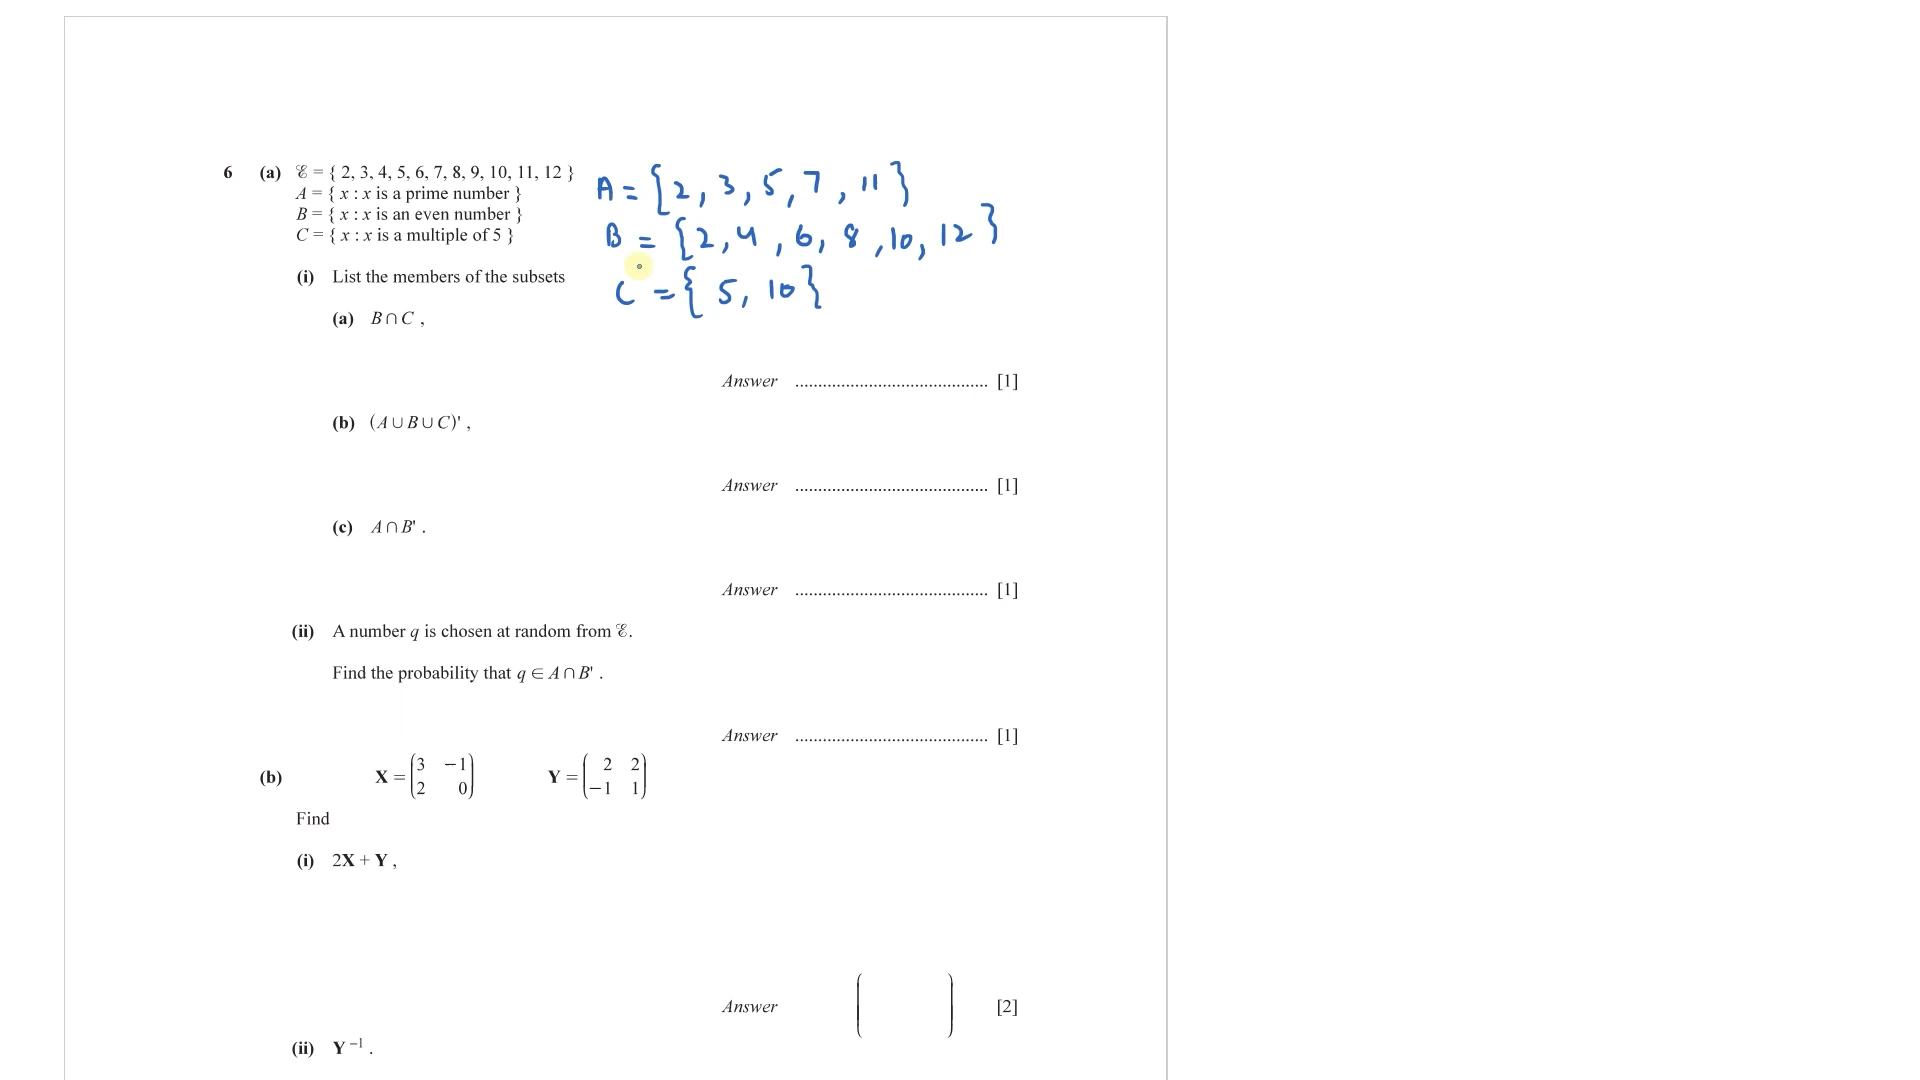 6 (a) ℰ = { 2, 3, 4, 5, 6, 7, 8, 9, 10, 11, 12 }
A = { x : x is a prime number }
B = { x : x is an even number }
C = { x : x is a multiple of 5 }
A = {2, 3, 5, 7, 11}
B = {2, 4, 6, 8, 10, 12}
C = { 5, 10}
(i) List the members of the subsets
(a) B ∩ C ,
Answer .......................................... [1]
(b) (A ∪ B ∪ C)' ,
Answer .......................................... [1]
(c) A ∩ B' .
Answer .......................................... [1]
(ii) A number q is chosen at random from ℰ.
Find the probability that q ∈ A ∩ B' .
Answer .......................................... [1]
(b) X = (3 −1 2 0) Y = (2 2 −1 1)
Find
(i) 2X + Y ,
Answer ( ) [2]
(ii) Y⁻¹ .